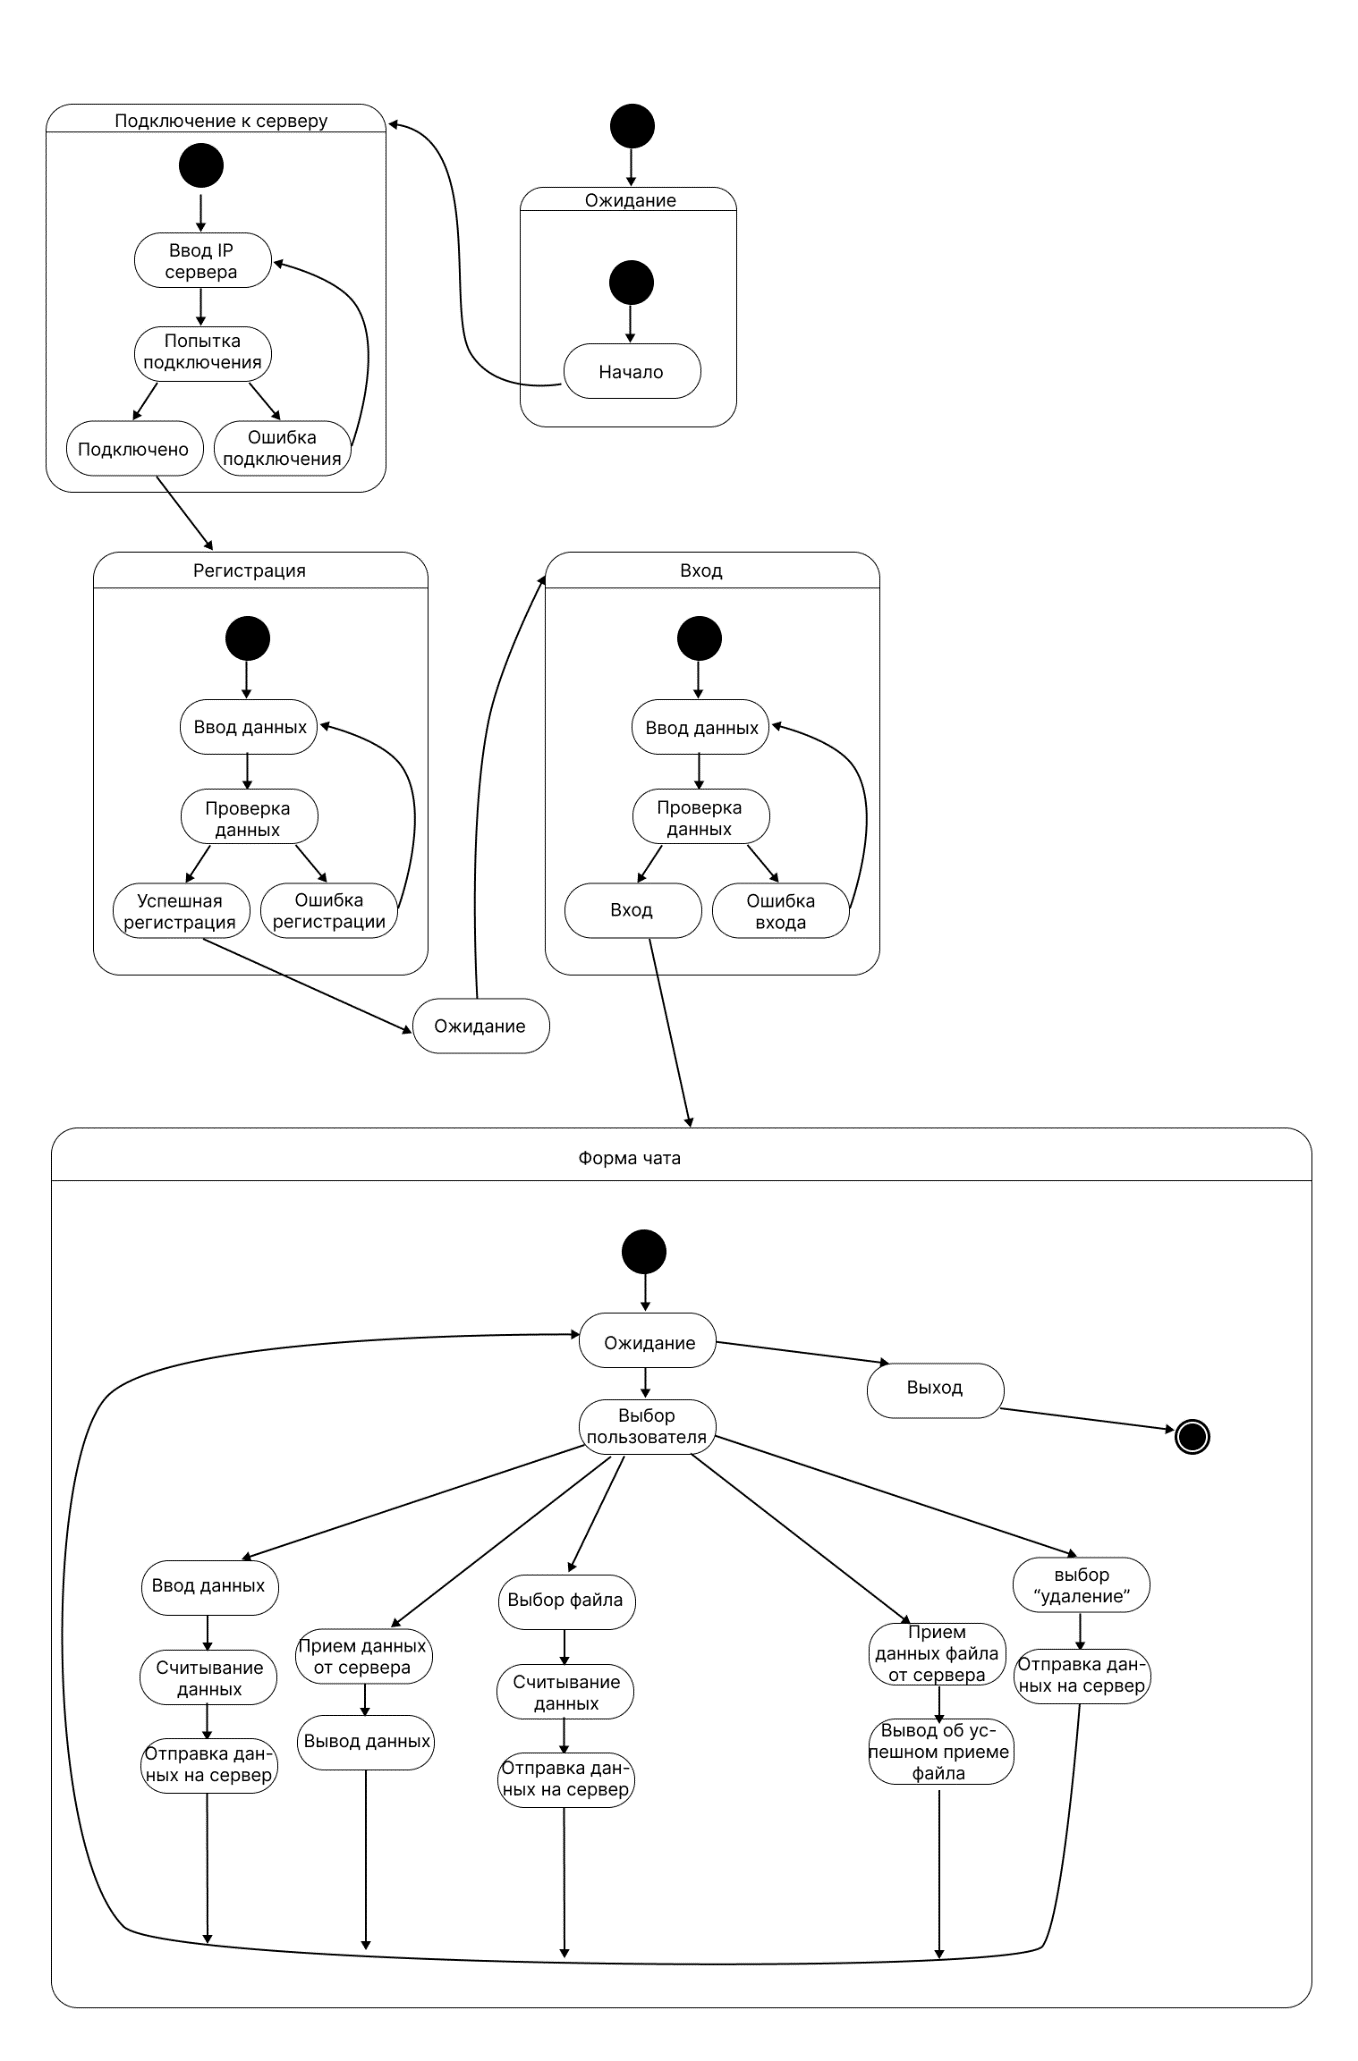 Подключение к серверу
Ввод IP
сервера
Попытка
подключения
Подключено
Ошибка
подключения
Ожидание
Начало
Регистрация
Ввод данных
Проверка
данных
Успешная
регистрация
Ошибка
регистрации
Ожидание
Вход
Ввод данных
Проверка
данных
Вход
Ошибка
входа
Форма чата
Ожидание
Выход
Выбор
пользователя
Ввод данных
Считывание
данных
Отправка дан-
ных на сервер
Прием данных
от сервера
Вывод данных
Выбор файла
Считывание
данных
Отправка дан-
ных на сервер
Прием
данных файла
от сервера
Вывод об ус-
пешном приеме
файла
выбор
“удаление”
Отправка дан-
ных на сервер